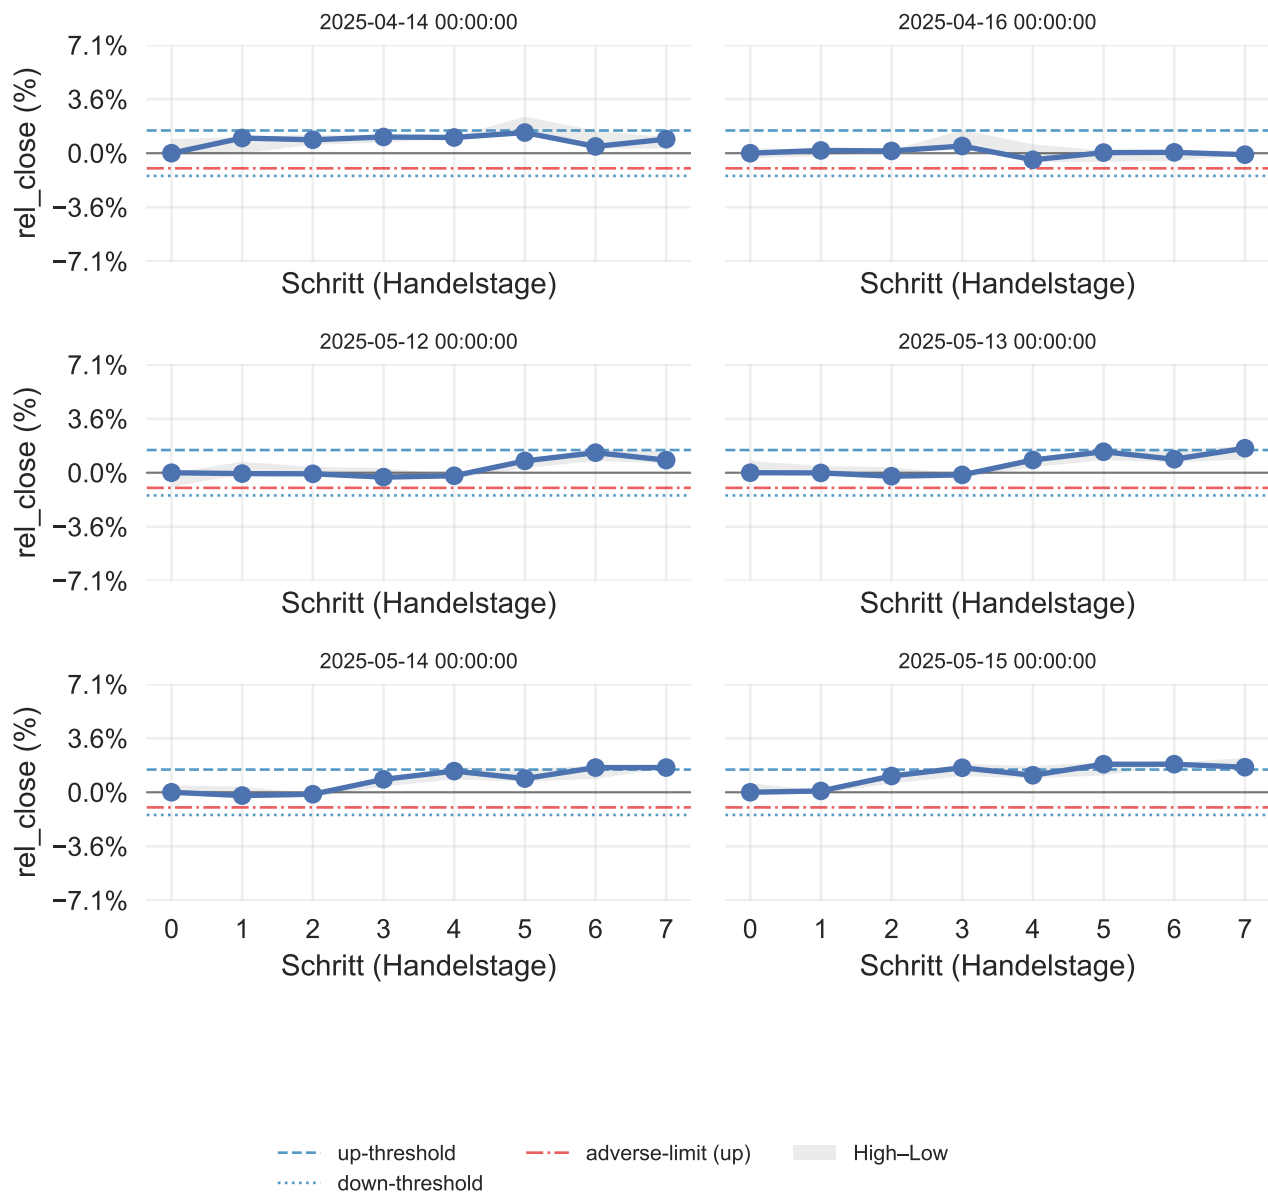 2025-04-14 00:00:00
2025-04-16 00:00:00
7.1%
3.6%
0.0%
−3.6%
−7.1%
rel_close (%)
Schritt (Handelstage)
Schritt (Handelstage)
2025-05-12 00:00:00
2025-05-13 00:00:00
7.1%
3.6%
0.0%
−3.6%
−7.1%
rel_close (%)
Schritt (Handelstage)
Schritt (Handelstage)
2025-05-14 00:00:00
2025-05-15 00:00:00
7.1%
3.6%
0.0%
−3.6%
−7.1%
rel_close (%)
0 1 2 3 4 5 6 7
0 1 2 3 4 5 6 7
Schritt (Handelstage)
Schritt (Handelstage)
up-threshold
adverse-limit (up)
High–Low
down-threshold